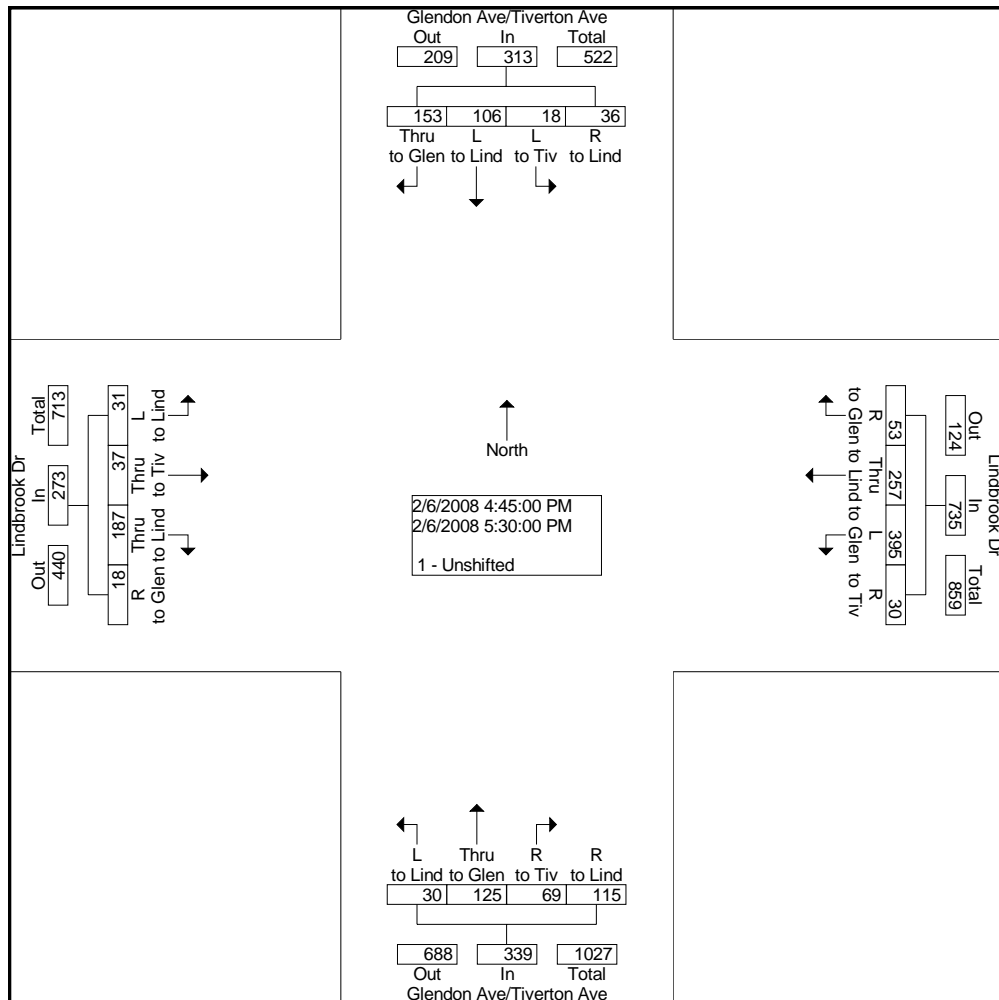 Glendon Ave/Tiverton Ave
Out In Total
209 313 522
153 106 18 36
Thru L L R
to Glen to Lind to Tiv to Lind
Lindbrook Dr
Total In Out
713 273 440
31 37 187 18
L Thru Thru R
to Lind to Tiv to Lind to Glen
North
2/6/2008 4:45:00 PM
2/6/2008 5:30:00 PM
1 - Unshifted
Lindbrook Dr
Out In Total
124 735 859
53 257 395 30
R Thru L R
to Glen to Lind to Glen to Tiv
L Thru R R
to Lind to Glen to Tiv to Lind
30 125 69 115
688 339 1027
Out In Total
Glendon Ave/Tiverton Ave